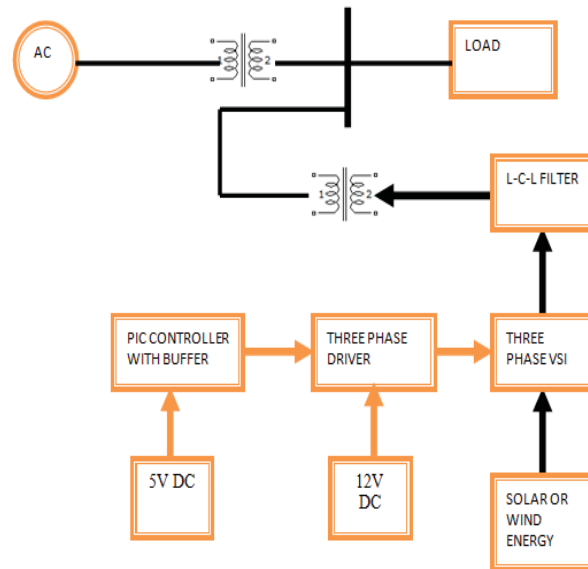 AC
1 2
LOAD
1 2
L-C-L FILTER
PIC CONTROLLER
WITH BUFFER
THREE PHASE
DRIVER
THREE
PHASE VSI
5V DC
12V
DC
SOLAR OR
WIND
ENERGY